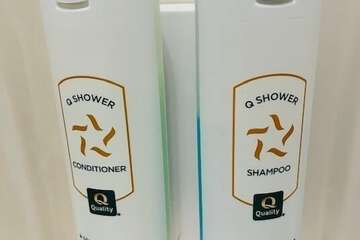 Q SHOWER
CONDITIONER
Q
Quality
Q SHOWER
SHAMPOO
Q
Quality